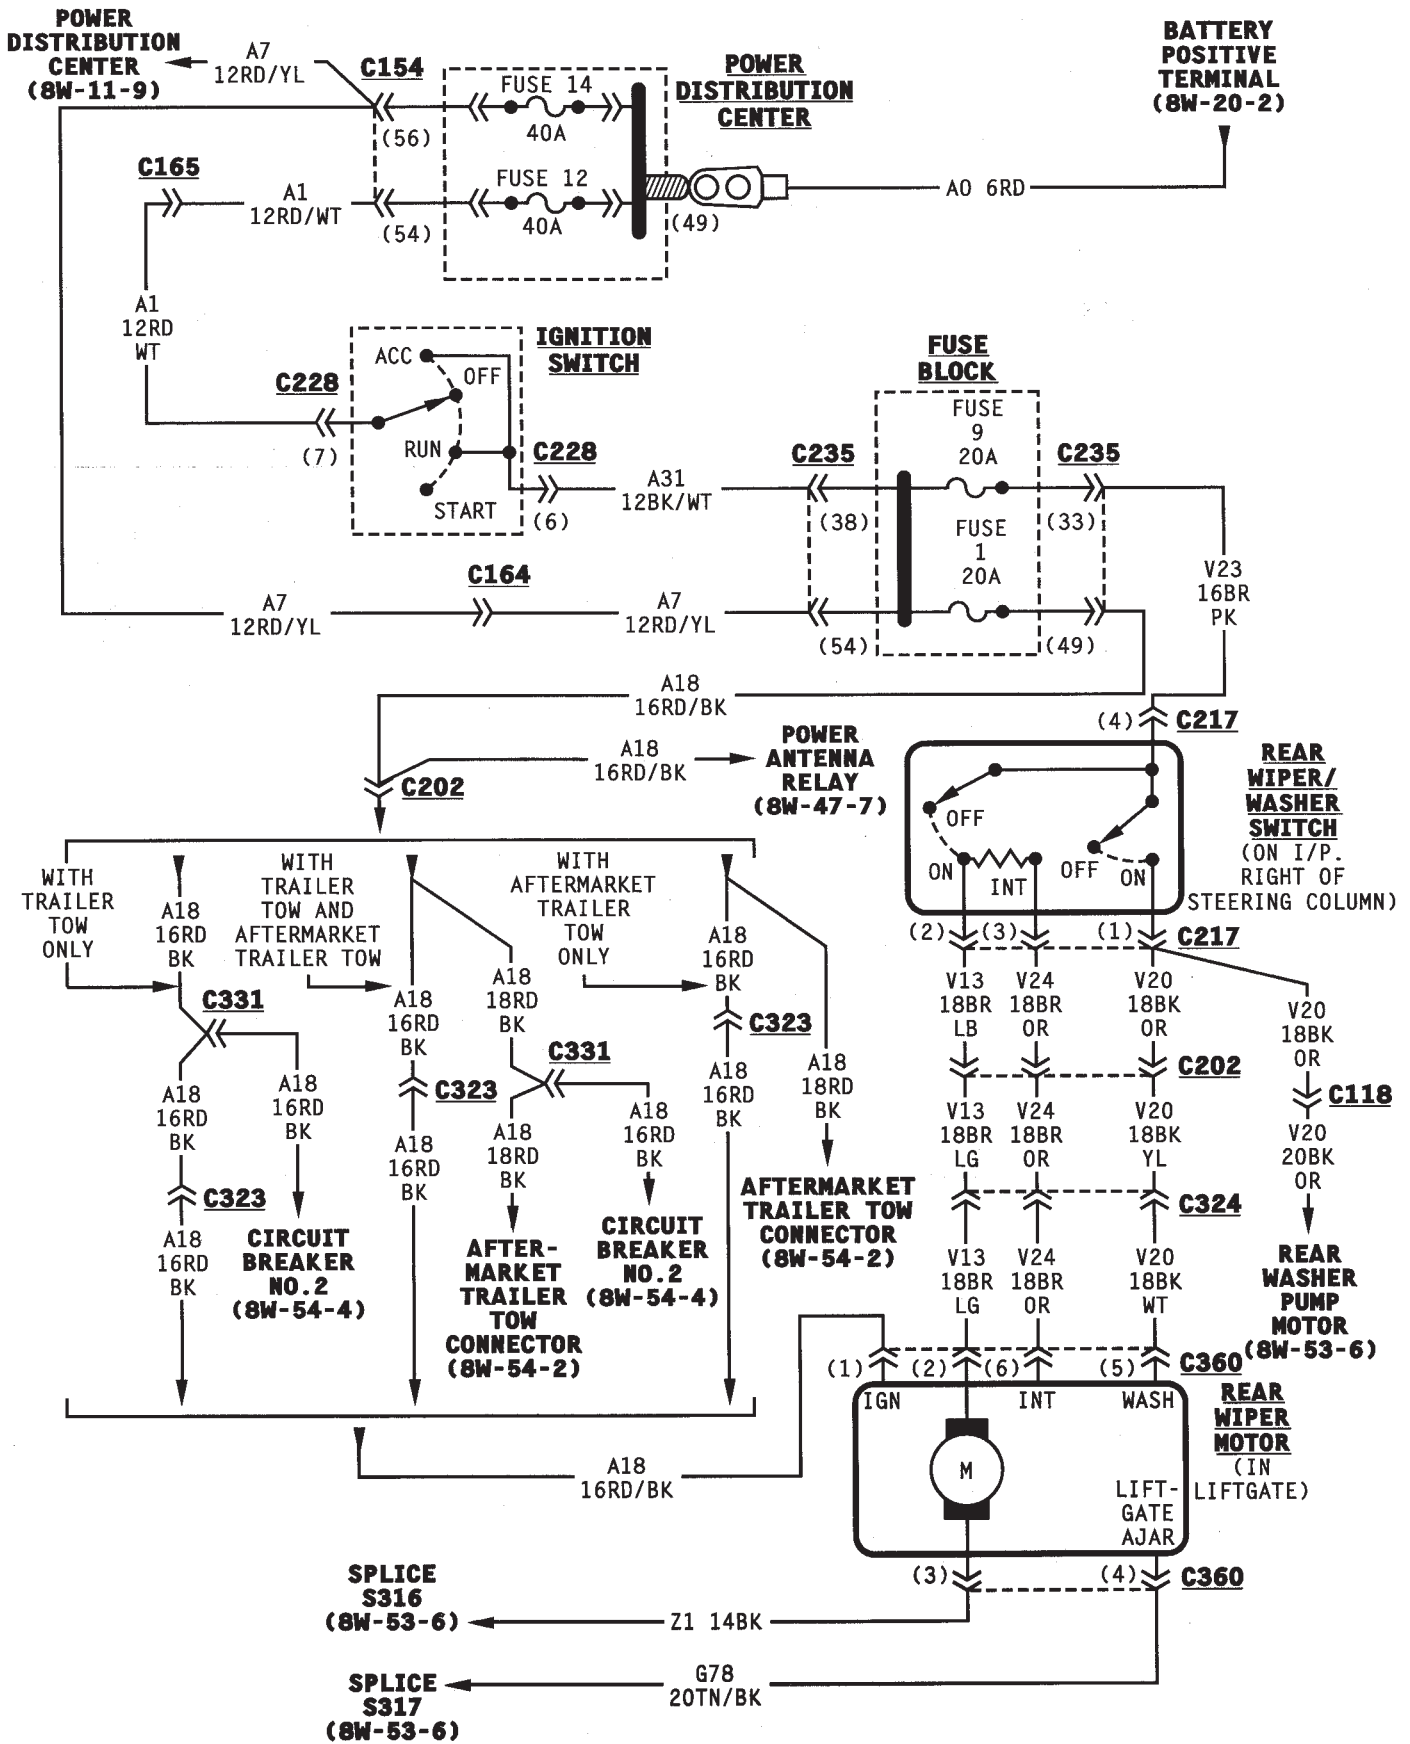 POWER
DISTRIBUTION
CENTER
(8W-11-9)
A7
12RD/YL
C154
FUSE 14
40A
(56)
POWER
DISTRIBUTION
CENTER
BATTERY
POSITIVE
TERMINAL
(8W-20-2)
C165
A1
12RD/WT
FUSE 12
40A
(54)
(49)
A0 6RD
A1
12RD
WT
IGNITION
SWITCH
ACC
OFF
RUN
START
C228
(7)
C228
(6)
A31
12BK/WT
FUSE
BLOCK
C235
(38)
FUSE
9
20A
C235
(33)
FUSE
1
20A
V23
16BR
PK
A7
12RD/YL
C164
A7
12RD/YL
(54)
(49)
A18
16RD/BK
(4)
C217
A18
16RD/BK
POWER
ANTENNA
RELAY
(8W-47-7)
C202
REAR
WIPER/
WASHER
SWITCH
(ON I/P.
RIGHT OF
STEERING COLUMN)
OFF
ON
INT
OFF
ON
WITH
TRAILER
TOW
ONLY
A18
16RD
BK
WITH
TRAILER
TOW AND
AFTERMARKET
TRAILER TOW
WITH
AFTERMARKET
TRAILER
TOW
ONLY
A18
16RD
BK
(2)
(3)
(1)
C217
C331
A18
16RD
BK
A18
18RD
BK
C323
V13
18BR
LB
V24
18BR
OR
V20
18BK
OR
V20
18BK
OR
A18
16RD
BK
A18
16RD
BK
C323
C331
A18
16RD
BK
A18
16RD
BK
A18
18RD
BK
C202
C118
V13
18BR
LG
V24
18BR
OR
V20
18BK
YL
V20
20BK
OR
A18
16RD
BK
A18
18RD
BK
C323
C324
A18
16RD
BK
CIRCUIT
BREAKER
NO.2
(8W-54-4)
AFTER-
MARKET
TRAILER
TOW
CONNECTOR
(8W-54-2)
CIRCUIT
BREAKER
NO.2
(8W-54-4)
AFTERMARKET
TRAILER TOW
CONNECTOR
(8W-54-2)
V13
18BR
LG
V24
18BR
OR
V20
18BK
WT
REAR
WASHER
PUMP
MOTOR
(8W-53-6)
(1)
(2)
(6)
(5)
C360
IGN
INT
WASH
REAR
WIPER
MOTOR
(IN
LIFTGATE)
M
LIFT-
GATE
AJAR
A18
16RD/BK
(3)
(4)
C360
SPLICE
S316
(8W-53-6)
Z1 14BK
SPLICE
S317
(8W-53-6)
G78
20TN/BK